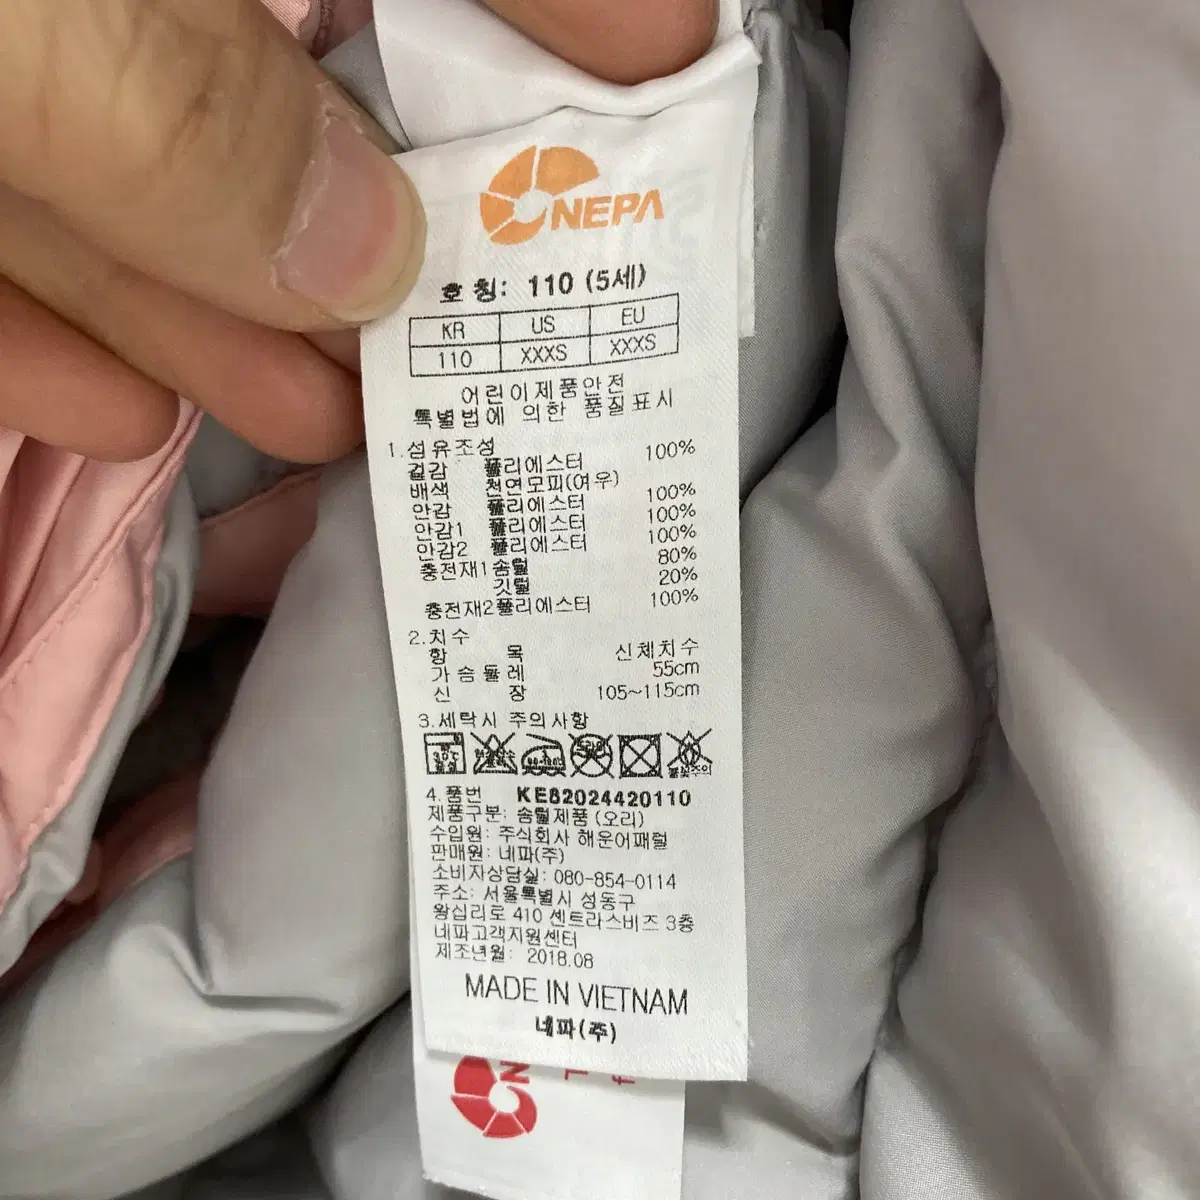 NEPA
호칭: 110 (5세)
KR US EU
110 XXXS XXXS
어린이제품안전
특별법에 의한 품질표시
1.섬유조성
겉감 폴리에스터 100%
배색 천연모피(여우)
안감 폴리에스터 100%
안감1 폴리에스터 100%
안감2 폴리에스터 100%
충전재1 솜털 80%
깃털 20%
충전재2 폴리에스터 100%
2.치수
항 목 신체치수
가슴둘레 55cm
신 장 105~115cm
3.세탁시 주의사항
4.품번 KE82024420110
제품구분: 솜털제품 (오리)
수입원: 주식회사 해운어패럴
판매원: 네파(주)
소비자상담실: 080-854-0114
주소: 서울특별시 성동구
왕십리로 410 센트라스비즈 3층
네파고객지원센터
제조년월: 2018.08
MADE IN VIETNAM
네파(주)